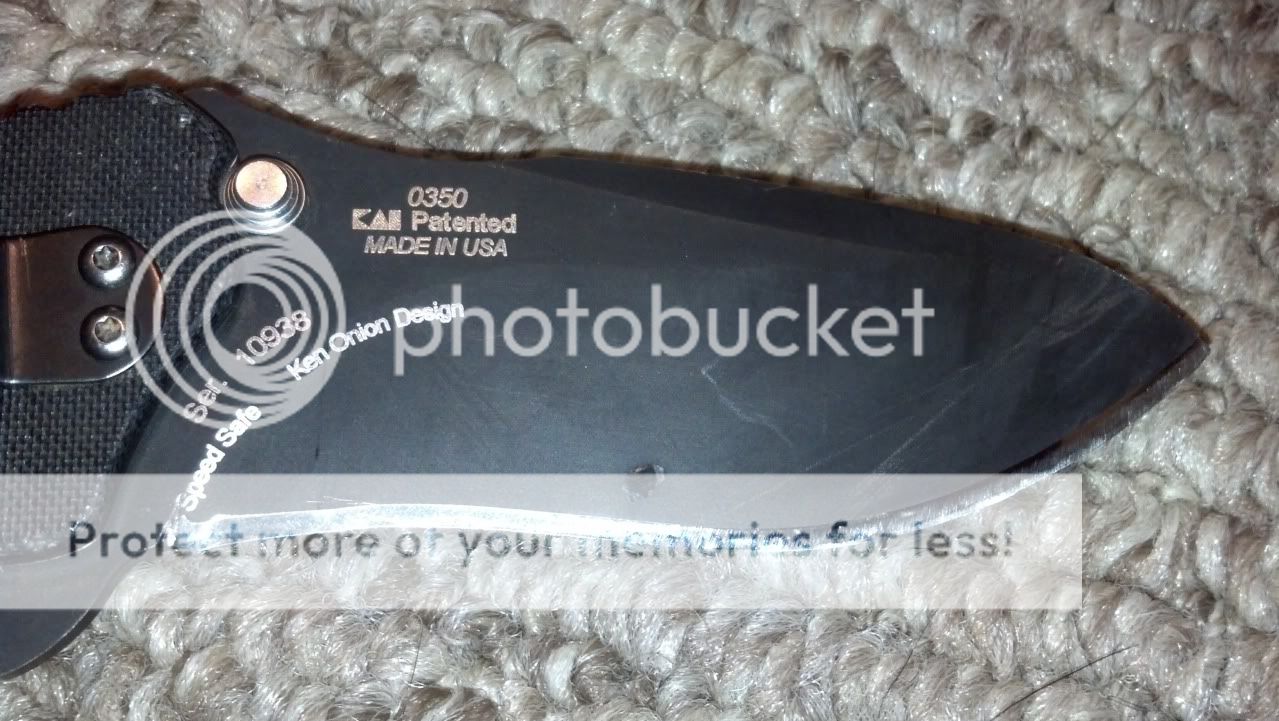 0350
KAI Patented
MADE IN USA
Ser. 10938
Ken Onion Design
Speed Safe
photobucket
Protect more of your memories for less!